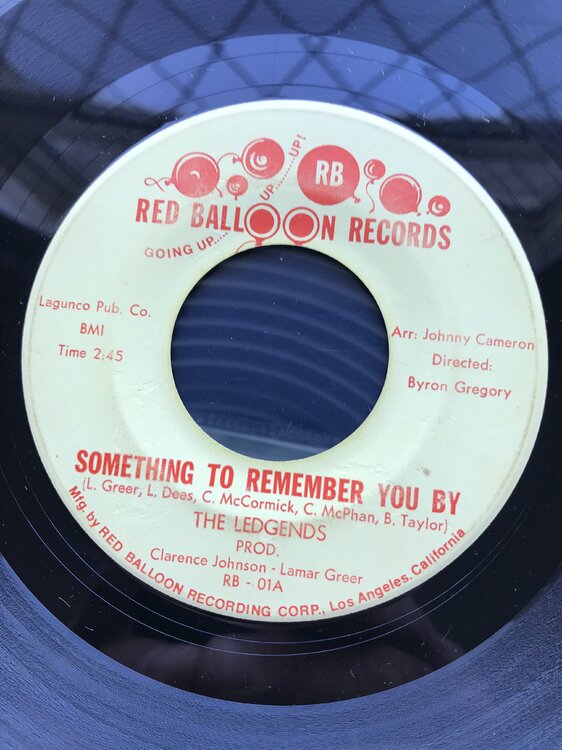 RB
RED BALLOON RECORDS
GOING UP.....UP.......UP!
Lagunco Pub. Co.
BMI
Time 2:45
Arr: Johnny Cameron
Directed:
Byron Gregory
SOMETHING TO REMEMBER YOU BY
(L. Greer, L. Dees, C. McCormick, C. McPhan, B. Taylor)
THE LEDGENDS
PROD.
Clarence Johnson - Lamar Greer
RB - 01A
Mfg. by RED BALLOON RECORDING CORP., Los Angeles, California